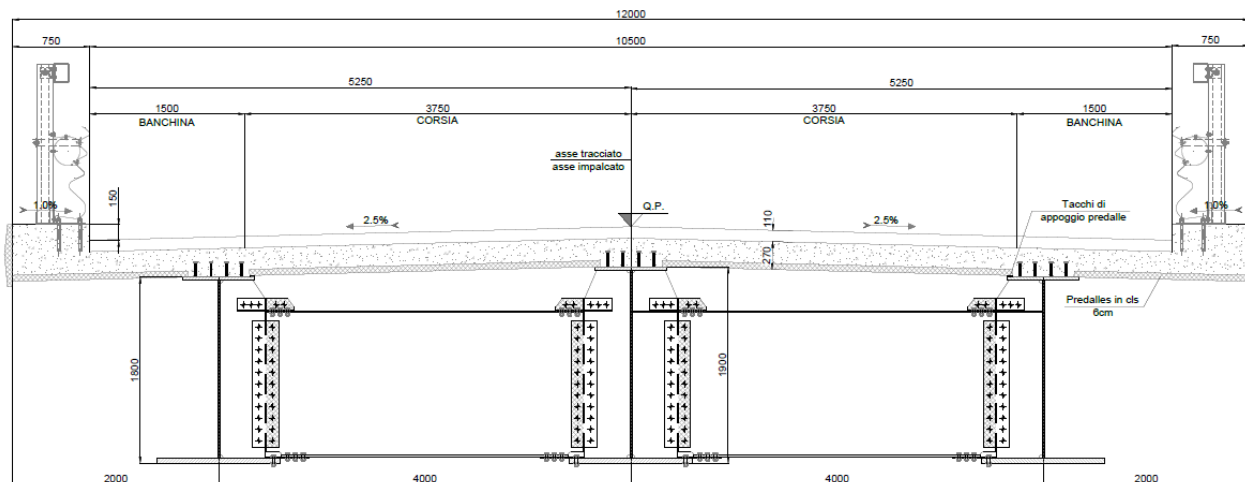 12000
750
10500
750
5250
5250
1500
3750
3750
1500
BANCHINA
CORSIA
CORSIA
BANCHINA
asse tracciato
asse impalcato
150
1.0%
2.5%
Q.P.
110
2.5%
Tacchi di
appoggio predalle
1.0%
270
Predalles in cls
6cm
1800
1900
2000
4000
4000
2000